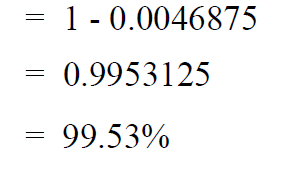 = 1 - 0.0046875
= 0.9953125
= 99.53%